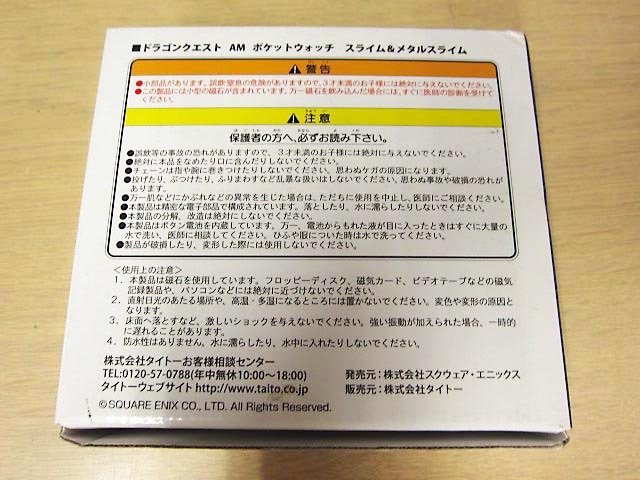 ■ドラゴンクエスト AM ポケットウォッチ スライム&メタルスライム
警告
●小部品があります。誤飲窒息の危険がありますので、3才未満のお子様には絶対に与えないでください。
●この製品には小型の磁石が含まれています。万一磁石を飲み込んだ場合には、すぐに医師の診断を受けて
ください。
注意
保護者の方へ、必ずお読み下さい。
●誤飲等の事故の恐れがありますので、3才未満のお子様には絶対に与えないでください。
●絶対に本品をなめたり口に含んだりしないでください。
●チェーンは指や腕に巻きつけたりしないでください。思わぬケガの原因になります。
●投げたり、ぶつけたり、ふりまわすなど乱暴な扱いはしないでください。思わぬ事故や破損の恐れが
あります。
●万一肌などにかぶれなどの異常を生じた場合は、ただちに使用を中止し、医師にご相談ください。
●本製品は精密な電子部品で構成されています。落としたり、水に濡らしたりしないでください。
●本製品の分解、改造は絶対にしないでください。
●本製品はボタン電池を内蔵しています。万一、電池からもれた液が目に入ったときはすぐに大量の
水で洗い、医師に相談してください。ひふや服についた時は水で洗ってください。
●製品が破損したり、変形した際には使用しないでください。
<使用上の注意>
1. 本製品は磁石を使用しています。フロッピーディスク、磁気カード、ビデオテープなどの磁気
記録製品や、パソコンなどには絶対に近づけないでください。
2. 直射日光のあたる場所や、高温・多湿になるところには置かないでください。変色や変形の原因と
なります。
3. 床面へ落とすなど、激しいショックを与えないでください。強い振動が加えられた場合、一時的
に遅れることがあります。
4. 防水性はありません。水に濡らしたり、水中に入れたりしないでください。
株式会社タイトーお客様相談センター
TEL:0120-57-0788(年中無休10:00~18:00)
タイトーウェブサイト http://www.taito.co.jp
発売元：株式会社スクウェア・エニックス
販売元：株式会社タイトー
©SQUARE ENIX CO., LTD. All Rights Reserved.